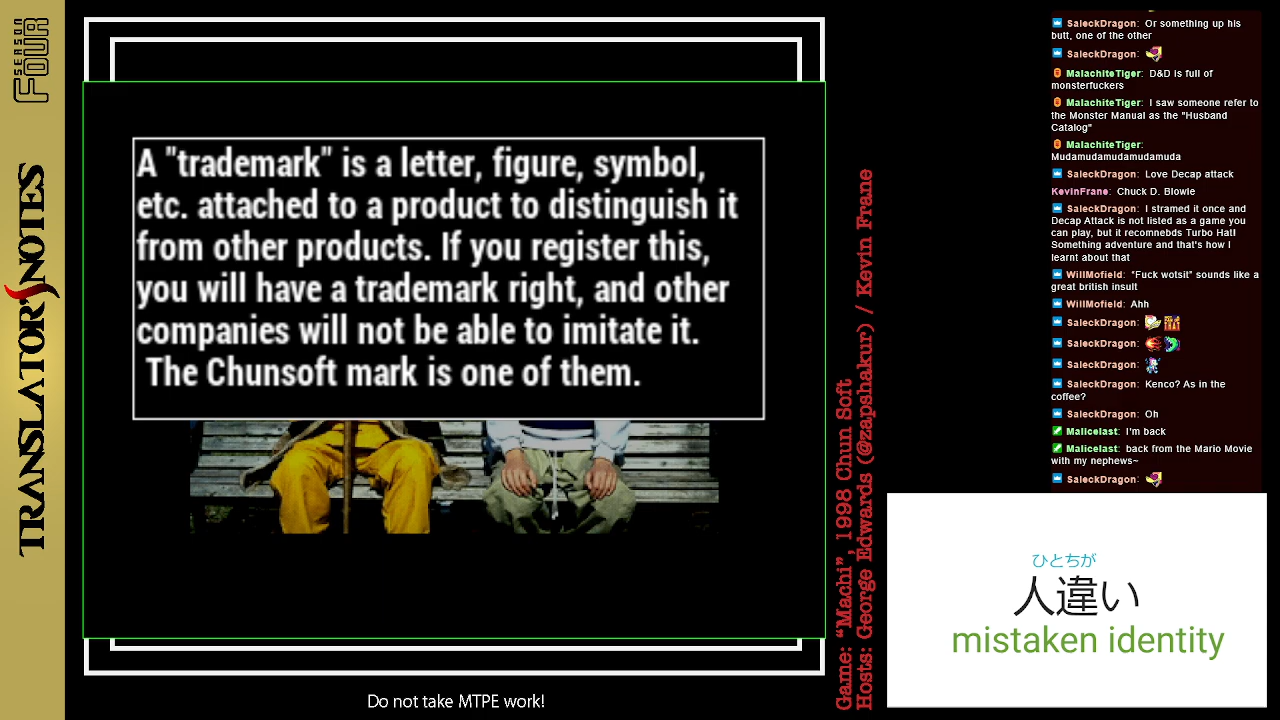 SEASON
FOUR
TRANSLATOR'S NOTES
A "trademark" is a letter, figure, symbol,
etc. attached to a product to distinguish it
from other products. If you register this,
you will have a trademark right, and other
companies will not be able to imitate it.
The Chunsoft nark is one of them.
Do not take MTPE work!
Game: "Machi", 1998 Chun Soft
Hosts: George Edwards (@zapshakur) / Kevin Frane
SaleckDragon: Or something up his
butt, one of the other
SaleckDragon:
MalachiteTiger: D&D is full of
monsterfuckers
MalachiteTiger: I saw someone refer to
the Monster Manual as the "Husband
Catalog"
MalachiteTiger:
Mudamudamudamudamuda
SaleckDragon: Love Decap attack
KevinFrane: Chuck D. Blowie
SaleckDragon: I stramed it once and
Decap Attack is not listed as a game you
can play, but it recomnebds Turbo Hatl
Something adventure and that's how I
learnt about that
WillMofield: "Fuck wotsit" sounds like a
great british insult
WillMofield: Ahh
SaleckDragon:
SaleckDragon:
SaleckDragon:
SaleckDragon: Kenco? As in the
coffee?
SaleckDragon: Oh
Malicelast: I'm back
Malicelast: back from the Mario Movie
with my nephews~
SaleckDragon:
ひとちが
人違い
mistaken identity